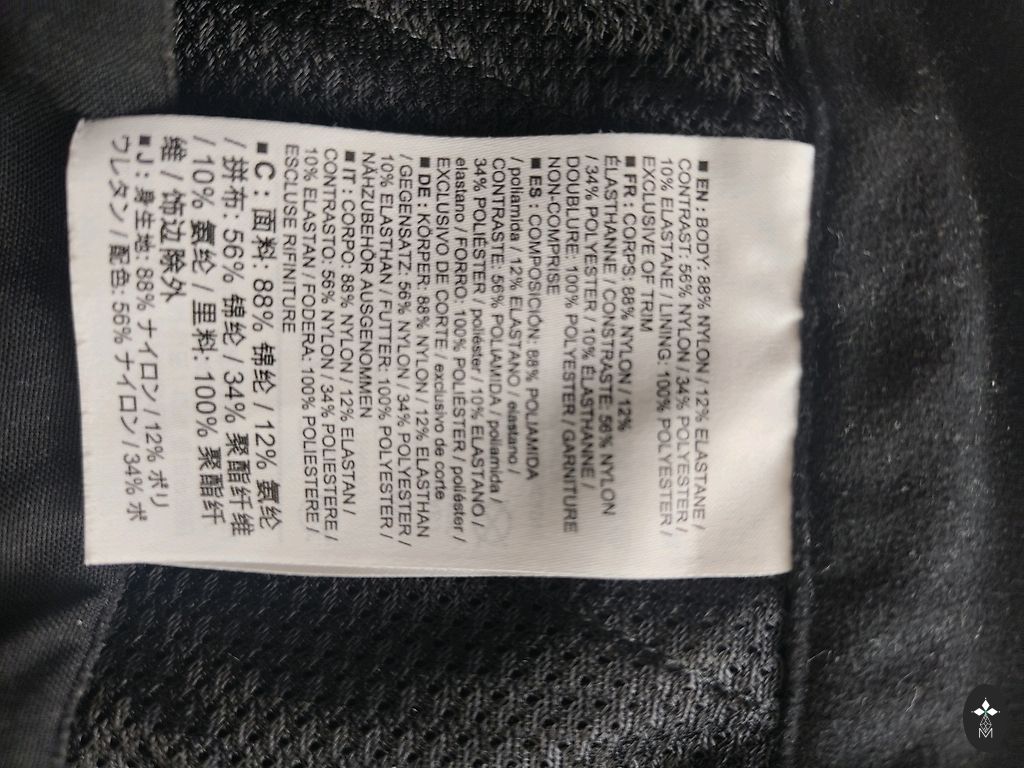 ■ EN : BODY: 88% NYLON / 12% ELASTANE /
CONTRAST: 56% NYLON / 34% POLYESTER /
10% ELASTANE / LINING: 100% POLYESTER /
EXCLUSIVE OF TRIM
■ FR : CORPS: 88% NYLON / 12%
ÉLASTHANNE / CONSTRASTE: 56% NYLON
/ 34% POLYESTER / 10% ÉLASTHANNE /
DOUBLURE: 100% POLYESTER / GARNITURE
NON-COMPRISE
■ ES : COMPOSICIÓN: 88% POLIAMIDA
/ poliamida / 12% ELASTANO / elastano /
CONTRASTE: 56% POLIAMIDA / poliamida /
34% POLIÉSTER / poliéster / 10% ELASTANO /
elastano / FORRO: 100% POLIÉSTER / poliéster /
EXCLUSIVO DE CORTE / exclusivo de corte
■ DE : KÖRPER: 88% NYLON / 12% ELASTHAN
/ GEGENSATZ: 56% NYLON / 34% POLYESTER /
10% ELASTHAN / FUTTER: 100% POLYESTER /
NÄHZUBEHÖR AUSGENOMMEN
■ IT : CORPO: 88% NYLON / 12% ELASTAN /
CONTRASTO: 56% NYLON / 34% POLIESTERE /
10% ELASTAN / FODERA: 100% POLIESTERE /
ESCLUSE RIFINITURE
■ C : 面料: 88% 锦纶 / 12% 氨纶
/ 拼布: 56% 锦纶 / 34% 聚酯纤维
/ 10% 氨纶 / 里料: 100% 聚酯纤
维 / 饰边除外
■ J : 身生地: 88% ナイロン / 12% ポリ
ウレタン / 配色: 56% ナイロン / 34% ポ
M